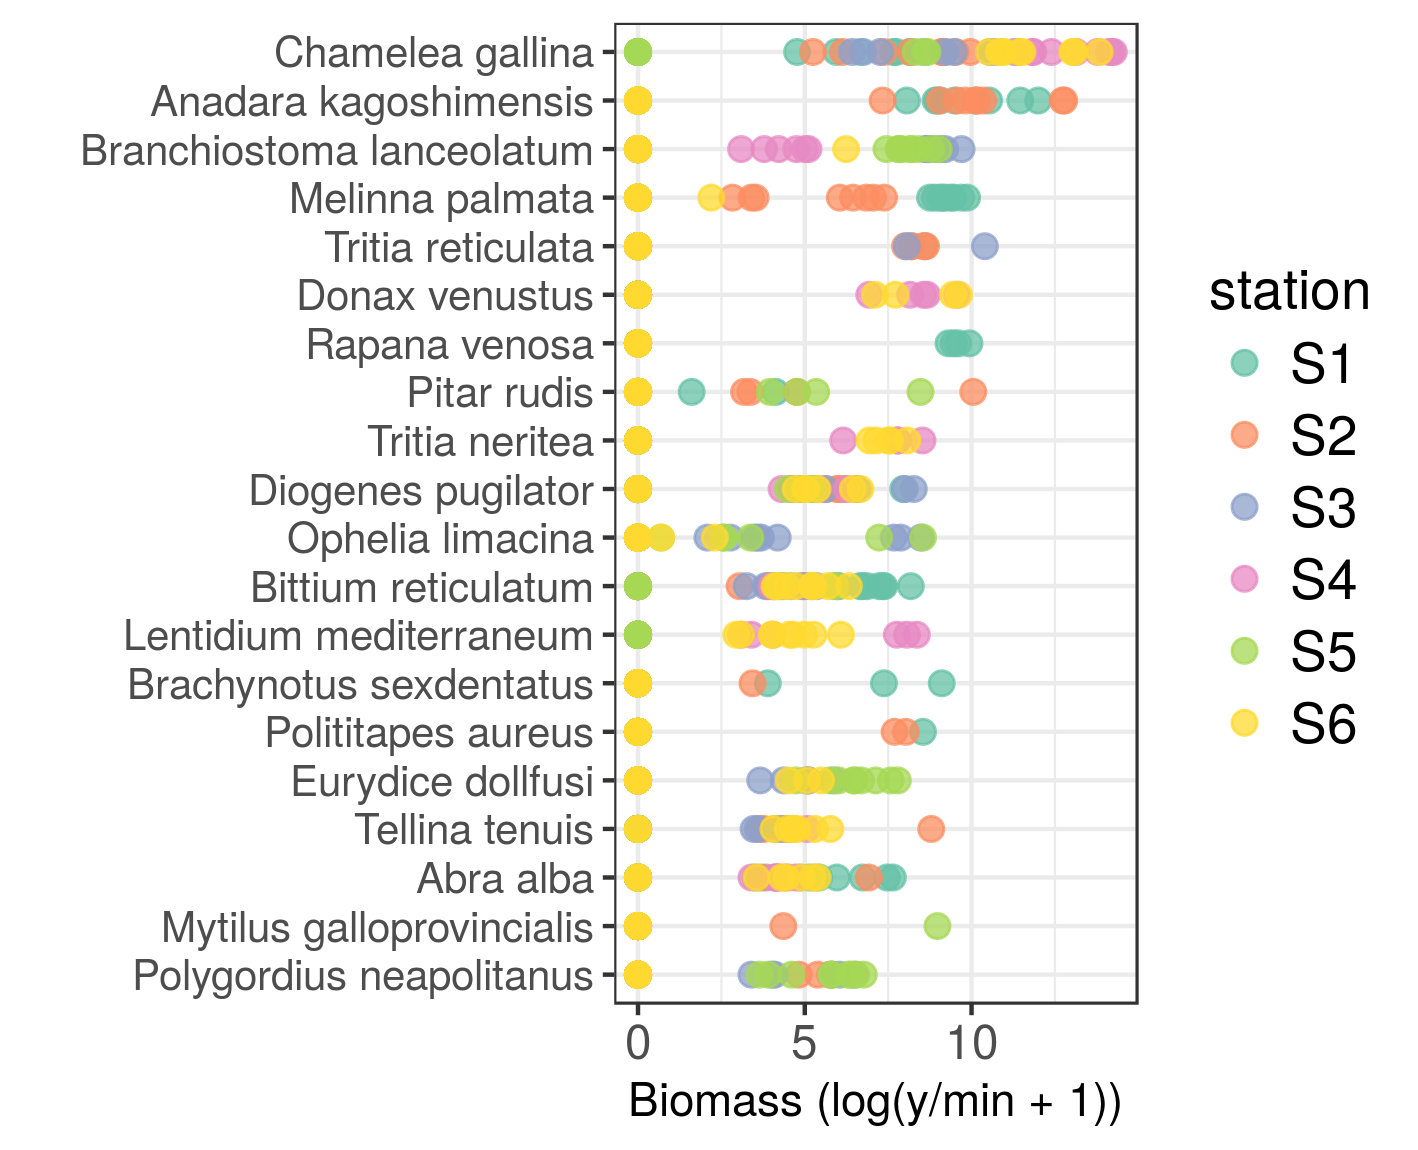 Chamelea gallina
Anadara kagoshimensis
Branchiostoma lanceolatum
Melinna palmata
Tritia reticulata
Donax venustus
Rapana venosa
Pitar rudis
Tritia neritea
Diogenes pugilator
Ophelia limacina
Bittium reticulatum
Lentidium mediterraneum
Brachynotus sexdentatus
Polititapes aureus
Eurydice dollfusi
Tellina tenuis
Abra alba
Mytilus galloprovincialis
Polygordius neapolitanus
0 5 10
Biomass (log(y/min + 1))
station
S1
S2
S3
S4
S5
S6